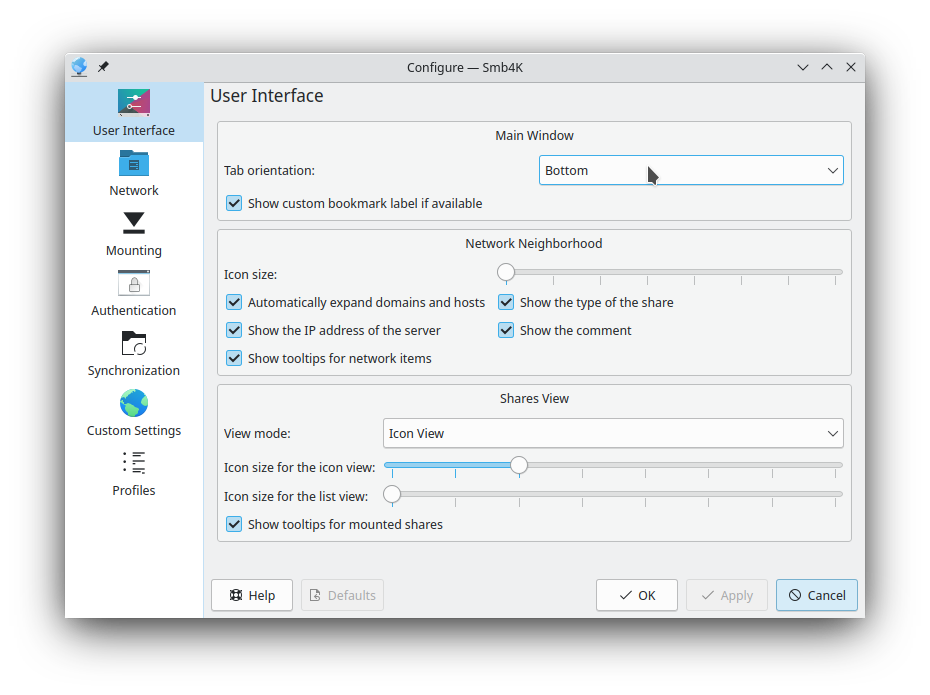 Configure — Smb4K
User Interface
Network
Mounting
Authentication
Synchronization
Custom Settings
Profiles
User Interface
Main Window
Tab orientation: Bottom
Show custom bookmark label if available
Network Neighborhood
Icon size:
Automatically expand domains and hosts Show the type of the share
Show the IP address of the server Show the comment
Show tooltips for network items
Shares View
View mode: Icon View
Icon size for the icon view:
Icon size for the list view:
Show tooltips for mounted shares
Help Defaults OK Apply Cancel